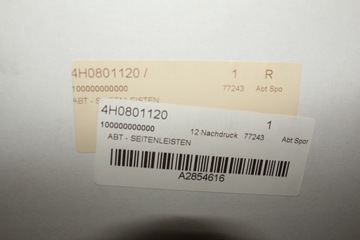 4H0801120 / 1 R
100000000000 77243 Abt Spo
ABT - SEITENLEISTEN
4H0801120 1
100000000000 12 Nachdruck 77243 Abt Spor
ABT - SEITENLEISTEN
A2854616